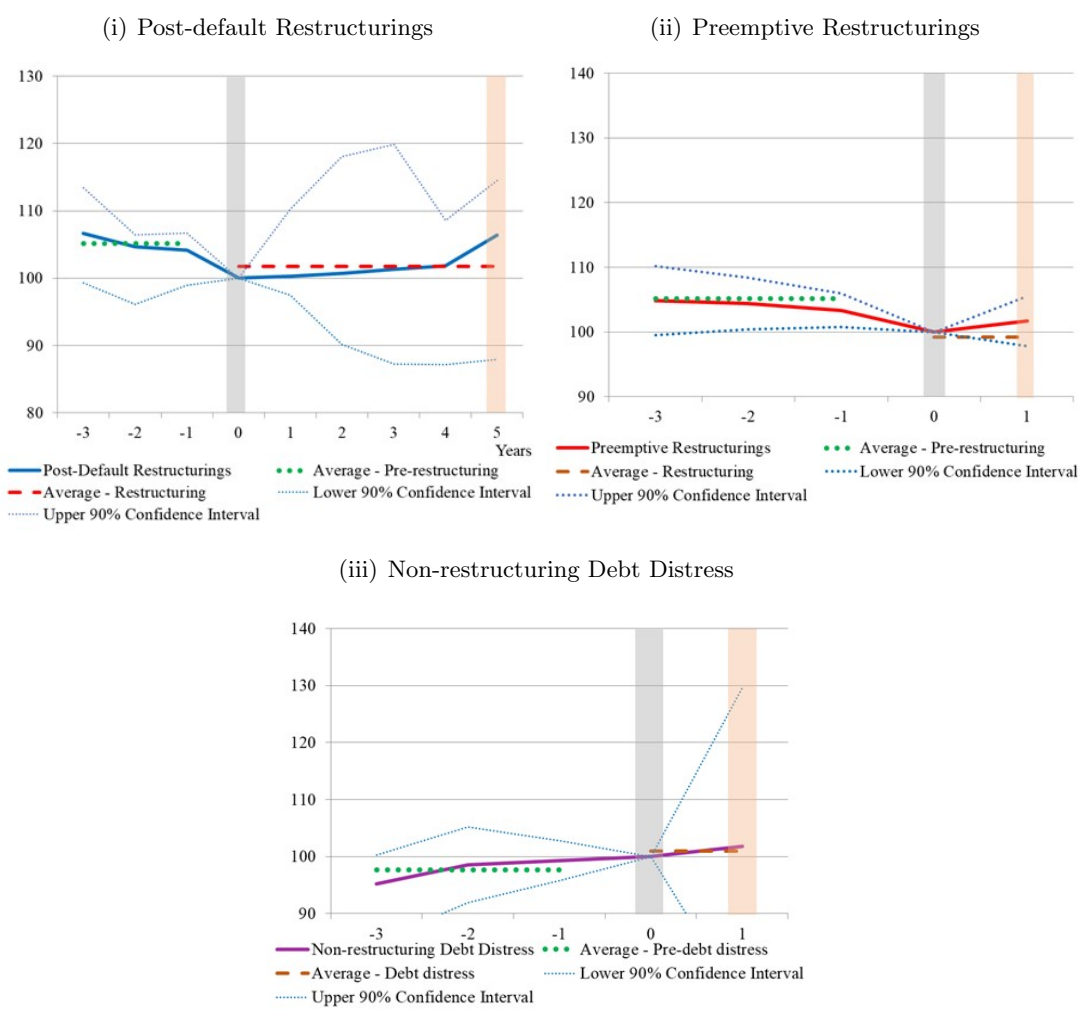 (i) Post-default Restructurings
(ii) Preemptive Restructurings
130
120
110
100
90
80
-3 -2 -1 0 1 2 3 4 5
Years
Post-Default Restructurings
Average - Pre-restructuring
Average - Restructuring
Lower 90% Confidence Interval
Upper 90% Confidence Interval
140
130
120
110
100
90
-3 -2 -1 0 1
Preemptive Restructurings
Average - Pre-restructuring
Average - Restructuring
Lower 90% Confidence Interval
Upper 90% Confidence Interval
(iii) Non-restructuring Debt Distress
140
130
120
110
100
90
-3 -2 -1 0 1
Non-restructuring Debt Distress
Average - Pre-debt distress
Average - Debt distress
Lower 90% Confidence Interval
Upper 90% Confidence Interval